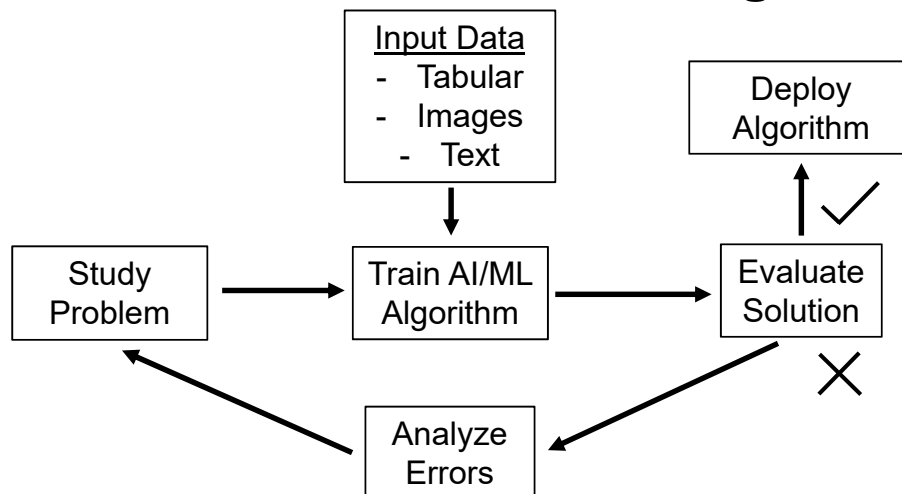 Input Data
- Tabular
- Images
- Text
Deploy
Algorithm
Study
Problem
Train AI/ML
Algorithm
Evaluate
Solution
Analyze
Errors